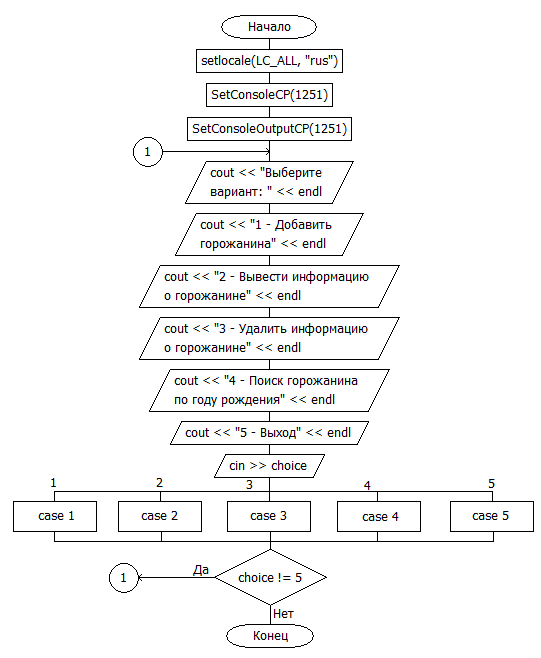 Начало
setlocale(LC_ALL, "rus")
SetConsoleCP(1251)
SetConsoleOutputCP(1251)
1
cout << "Выберите
вариант: " << endl
cout << "1 - Добавить
горожанина" << endl
cout << "2 - Вывести информацию
о горожанине" << endl
cout << "3 - Удалить информацию
о горожанине" << endl
cout << "4 - Поиск горожанина
по году рождения" << endl
cout << "5 - Выход" << endl
cin >> choice
1
2
3
4
5
case 1
case 2
case 3
case 4
case 5
Да
1
choice != 5
Нет
Конец